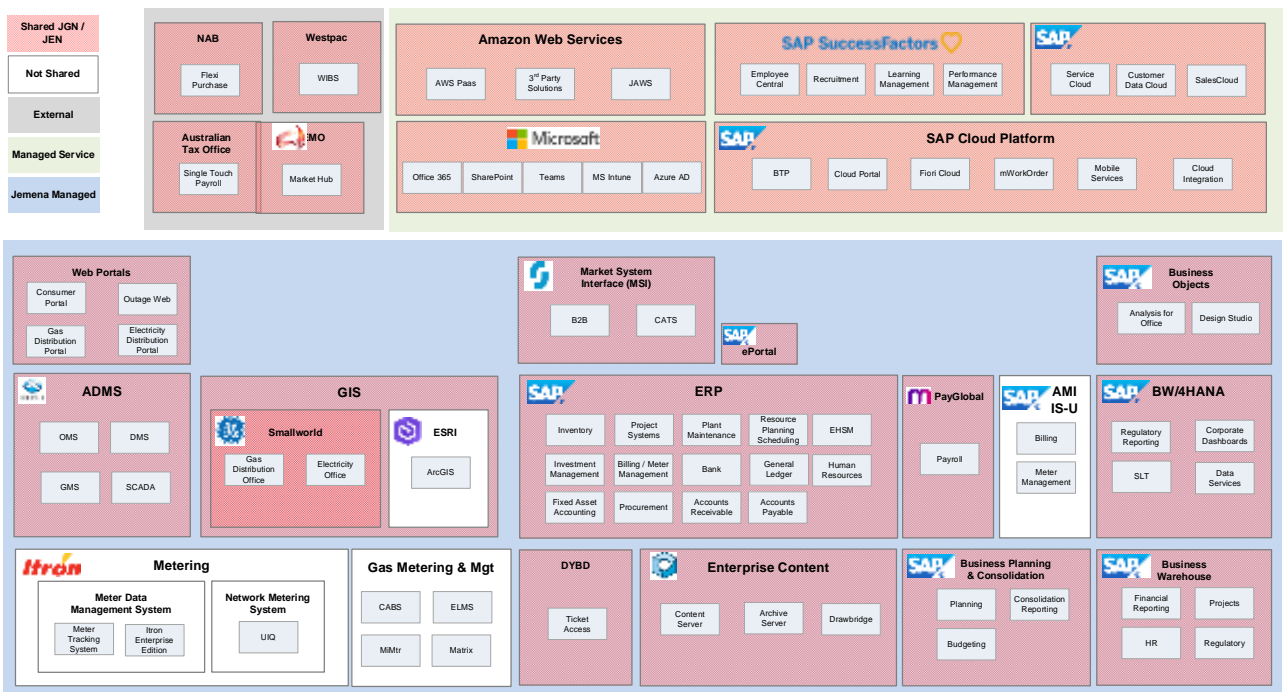 Shared JGN /
JEN
Not Shared
External
Managed Service
Jemena Managed
NAB
Flexi
Purchase
Westpac
WIBS
Australian
Tax Office
Single Touch
Payroll
MO
Market Hub
Amazon Web Services
AWS Paas
3rd Party
Solutions
JAWS
SAP SuccessFactors
Employee
Central
Recruitment
Learning
Management
Performance
Management
SAP
Service
Cloud
Customer
Data Cloud
SalesCloud
Microsoft
Office 365
SharePoint
Teams
MS Intune
Azure AD
SAP
SAP Cloud Platform
BTP
Cloud Portal
Fiori Cloud
mWorkOrder
Mobile
Services
Cloud
Integration
Web Portals
Consumer
Portal
Outage Web
Gas
Distribution
Portal
Electricity
Distribution
Portal
Market System
Interface (MSI)
B2B
CATS
SAP
ePortal
SAP
Business
Objects
Analysis for
Office
Design Studio
ADMS
OMS
DMS
GMS
SCADA
GIS
Smallworld
Gas
Distribution
Office
Electricity
Office
ESRI
ArcGIS
SAP
ERP
Inventory
Project
Systems
Plant
Maintenance
Resource
Planning
Scheduling
EHSM
Investment
Management
Billing / Meter
Management
Bank
General
Ledger
Human
Resources
Fixed Asset
Accounting
Procurement
Accounts
Receivable
Accounts
Payable
PayGlobal
Payroll
SAP
AMI
IS-U
Billing
Meter
Management
SAP
BW/4HANA
Regulatory
Reporting
Corporate
Dashboards
SLT
Data
Services
Itron
Metering
Meter Data
Management System
Meter
Tracking
System
Itron
Enterprise
Edition
Network Metering
System
UIQ
Gas Metering & Mgt
CABS
ELMS
MiMtr
Matrix
DYBD
Ticket
Access
Enterprise Content
Content
Server
Archive
Server
Drawbridge
SAP
Business Planning
& Consolidation
Planning
Consolidation
Reporting
Budgeting
SAP
Business
Warehouse
Financial
Reporting
Projects
HR
Regulatory